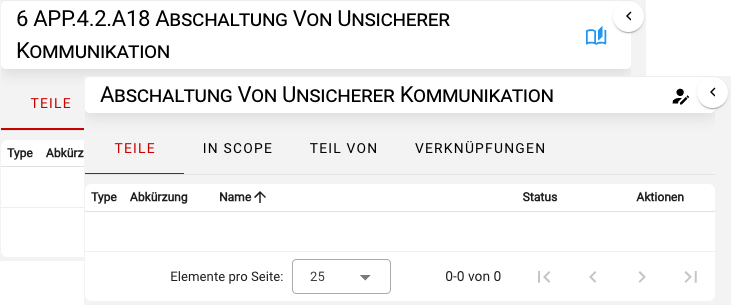 6 APP.4.2.A18 Abschaltung Von Unsicherer
Kommunikation
TEILE
Type Abkürz
Abschaltung Von Unsicherer Kommunikation
TEILE IN SCOPE TEIL VON VERKNÜPFUNGEN
Type Abkürzung Name Status Aktionen
Elemente pro Seite: 25 0-0 von 0